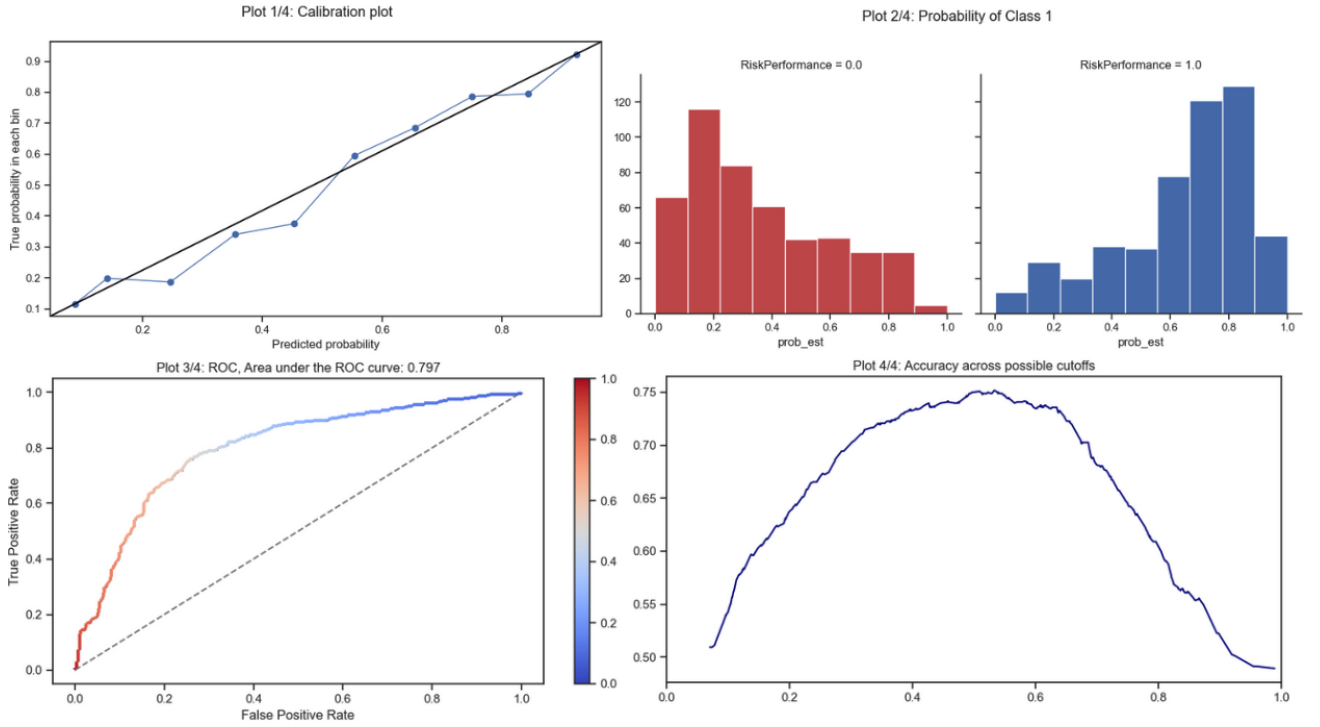 Plot 1/4: Calibration plot
True probability in each bin
0.9
0.8
0.7
0.6
0.5
0.4
0.3
0.2
0.1
0.2 0.4 0.6 0.8
Predicted probability
Plot 2/4: Probability of Class 1
RiskPerformance = 0.0
120
100
80
60
40
20
0
0.0 0.2 0.4 0.6 0.8 1.0
prob_est
RiskPerformance = 1.0
0.0 0.2 0.4 0.6 0.8 1.0
prob_est
Plot 3/4: ROC, Area under the ROC curve: 0.797
True Positive Rate
1.0
0.8
0.6
0.4
0.2
0.0
0.0 0.2 0.4 0.6 0.8 1.0
False Positive Rate
1.0
0.8
0.6
0.4
0.2
0.0
Plot 4/4: Accuracy across possible cutoffs
0.75
0.70
0.65
0.60
0.55
0.50
0.0 0.2 0.4 0.6 0.8 1.0